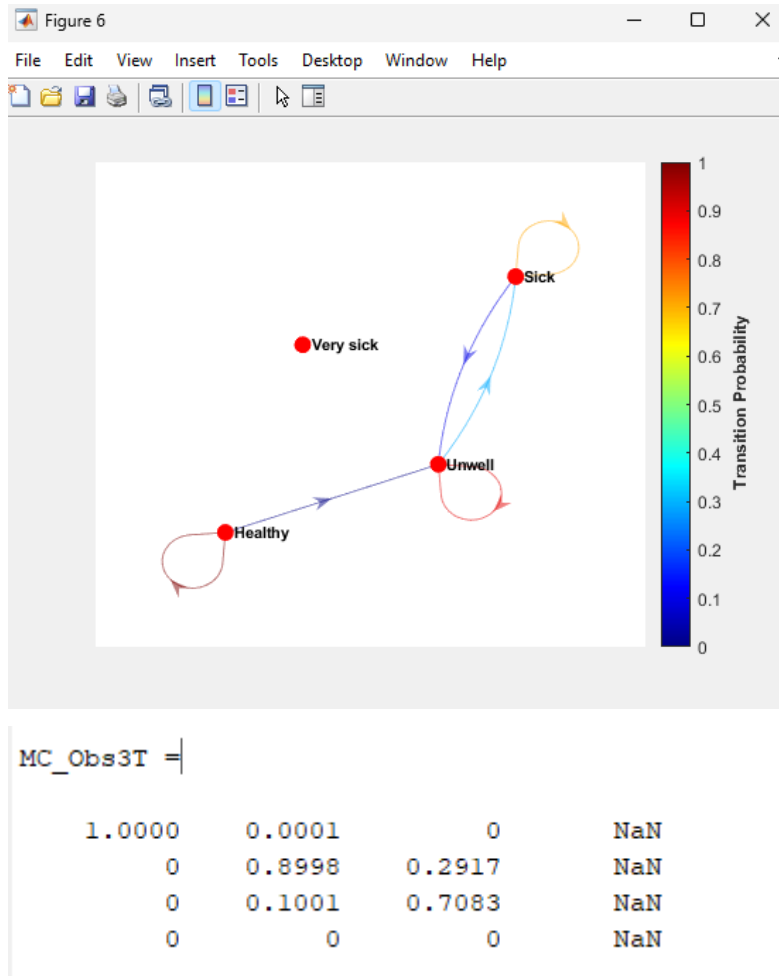 Figure 6
File Edit View Insert Tools Desktop Window Help
1
0.9
Sick
0.8
0.7
Very sick
0.6
0.5
Transition Probability
0.4
Unwell
0.3
Healthy
0.2
0.1
0
MC_Obs3T =
1.0000 0.0001 0 NaN
0 0.8998 0.2917 NaN
0 0.1001 0.7083 NaN
0 0 0 NaN